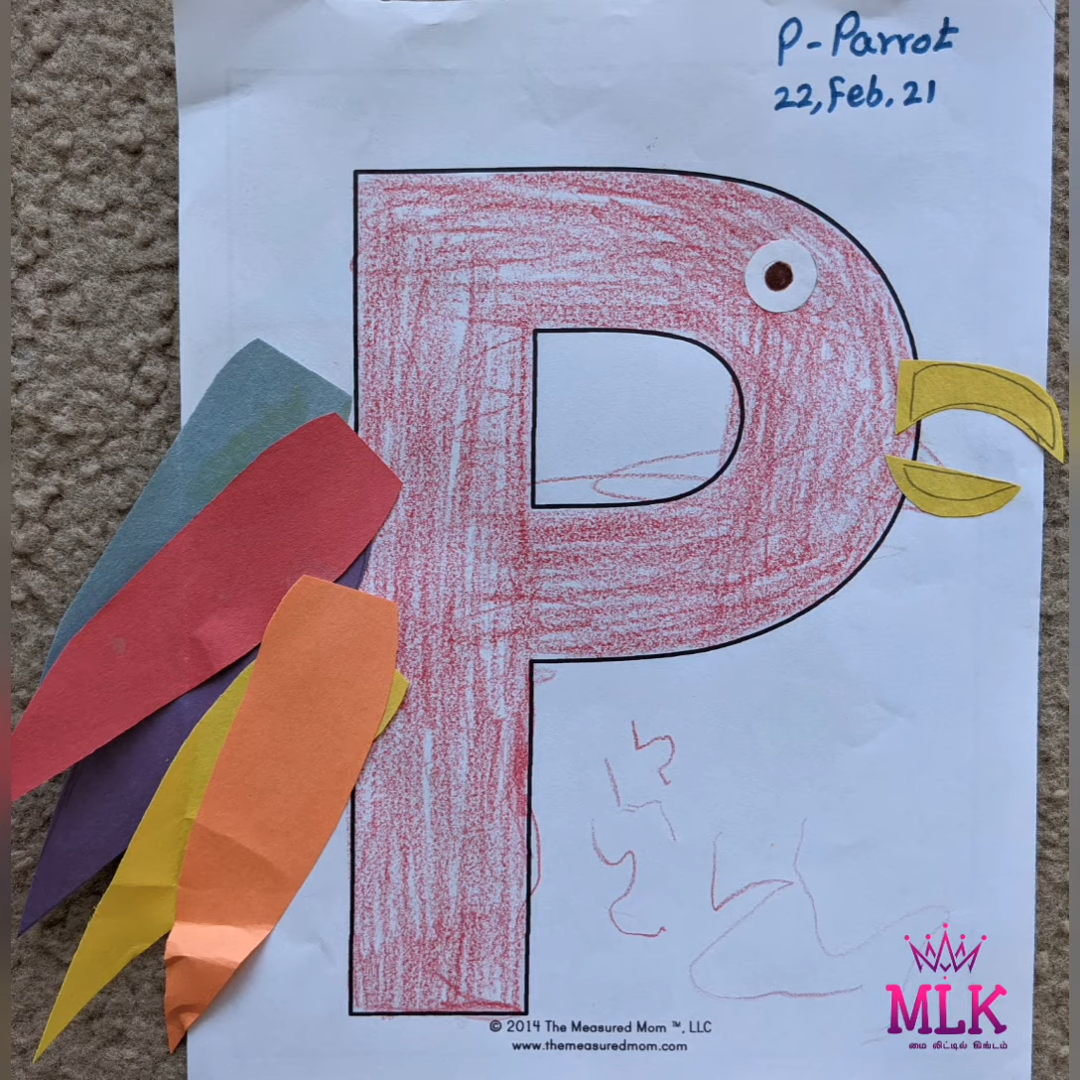 P - Parrot
22, Feb. 21
P
© 2014 The Measured Mom ™, LLC
www.themeasuredmom.com
MLK
மை லிட்டில் கிங்டம்